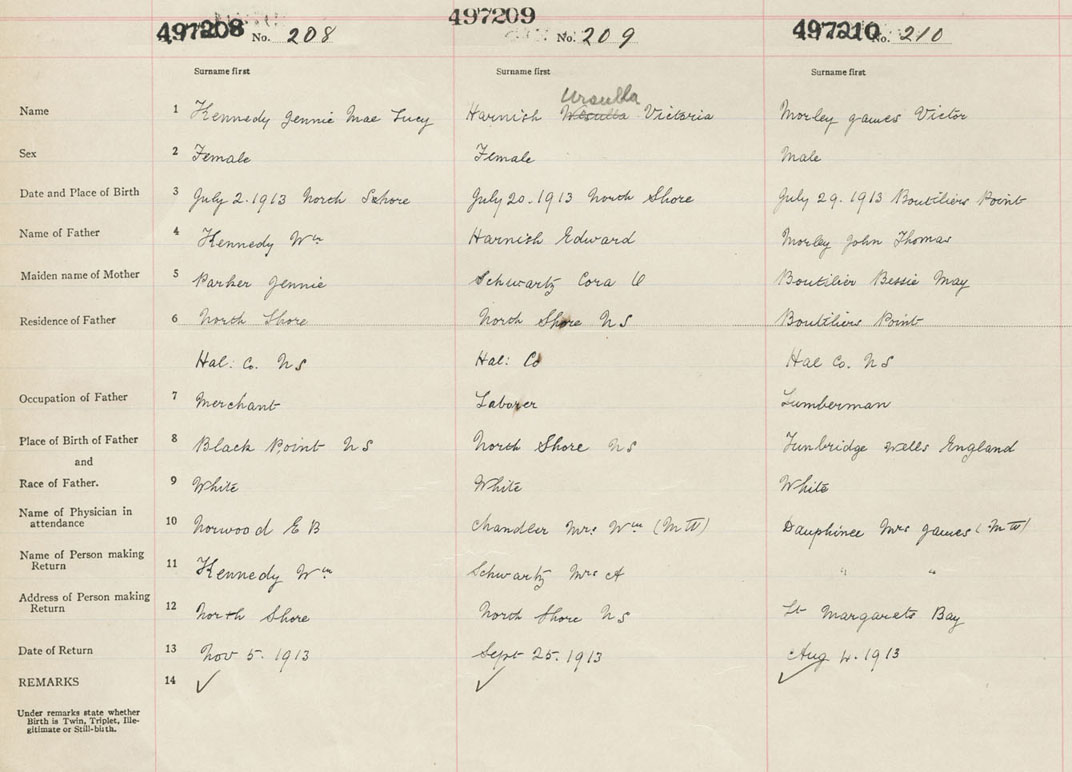 497208 No. 208 497209 No. 209 497210 No. 210
Surname first Surname first Surname first
Ursulla
Name 1 Kennedy Jennie Mae Lucy Harnish Victoria Morley James Victor
Sex 2 Female Female Male
Date and Place of Birth 3 July 2. 1913 North Shore July 20. 1913 North Shore July 29. 1913 Boutiliers Point
Name of Father 4 Kennedy Wm Harnish Edward Morley John Thomas
Maiden name of Mother 5 Parker Jennie Schwartz Cora Boutilier Bessie May
Residence of Father 6 North Shore North Shore NS Boutiliers Point
Hal: Co. NS Hal: Co Hal Co. NS
Occupation of Father 7 Merchant Laborer Lumberman
Place of Birth of Father 8 Black Point NS North Shore NS Tunbridge Wells England
and
Race of Father. 9 White White White
Name of Physician in
attendance 10 Norwood E B Chandler Mrs Wm (M W) Dauphinee Mrs James (M W)
Name of Person making
Return 11 Kennedy Wm Schwartz Mrs A " "
Address of Person making
Return 12 North Shore North Shore NS St Margarets Bay
Date of Return 13 Nov 5. 1913 Sept 25. 1913 Aug 4. 1913
REMARKS 14 ✓ ✓ ✓
Under remarks state whether
Birth is Twin, Triplet, Ille-
gitimate or Still-birth.